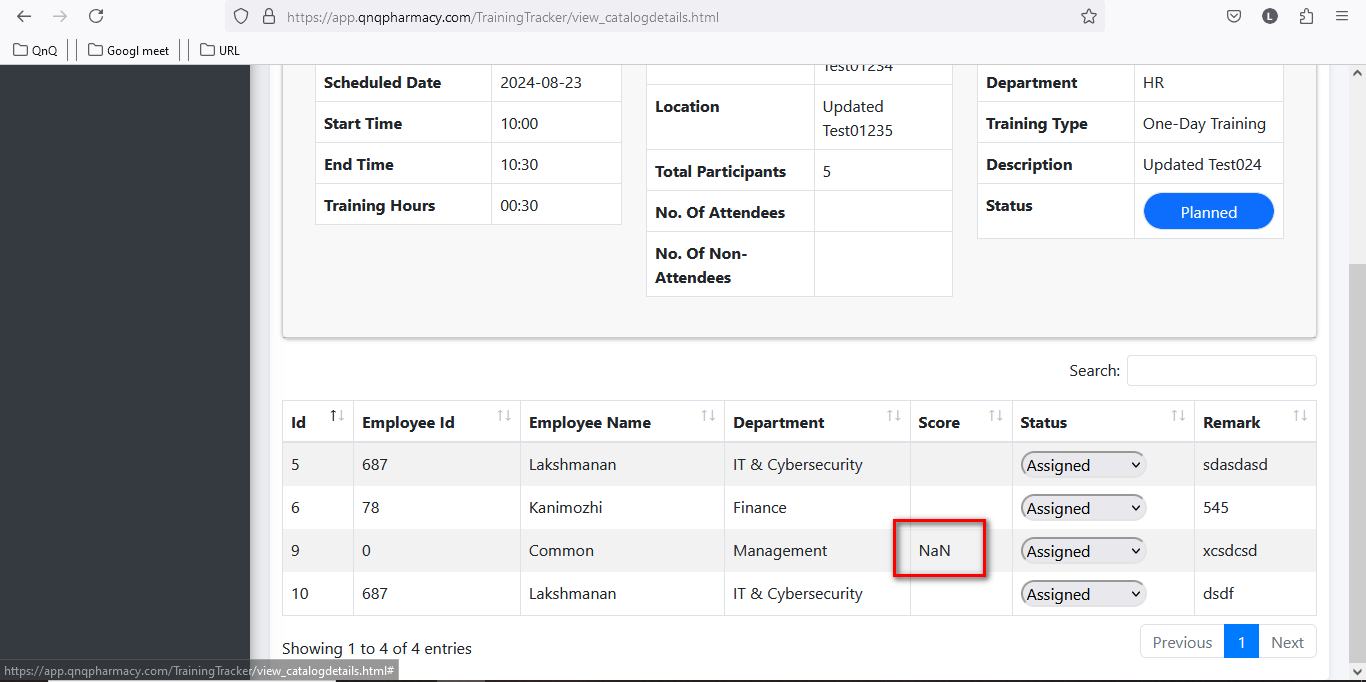 https://app.qnqpharmacy.com/TrainingTracker/view_catalogdetails.html
L
QnQ
Googl meet
URL
Scheduled Date 2024-08-23
Start Time 10:00
End Time 10:30
Training Hours 00:30
Test01234
Location Updated
Test01235
Total Participants 5
No. Of Attendees
No. Of Non-
Attendees
Department HR
Training Type One-Day Training
Description Updated Test024
Status Planned
Search:
Id Employee Id Employee Name Department Score Status Remark
5 687 Lakshmanan IT & Cybersecurity Assigned sdasdasd
6 78 Kanimozhi Finance Assigned 545
9 0 Common Management NaN Assigned xcsdcsd
10 687 Lakshmanan IT & Cybersecurity Assigned dsdf
Showing 1 to 4 of 4 entries
Previous 1 Next
https://app.qnqpharmacy.com/TrainingTracker/view_catalogdetails.html#